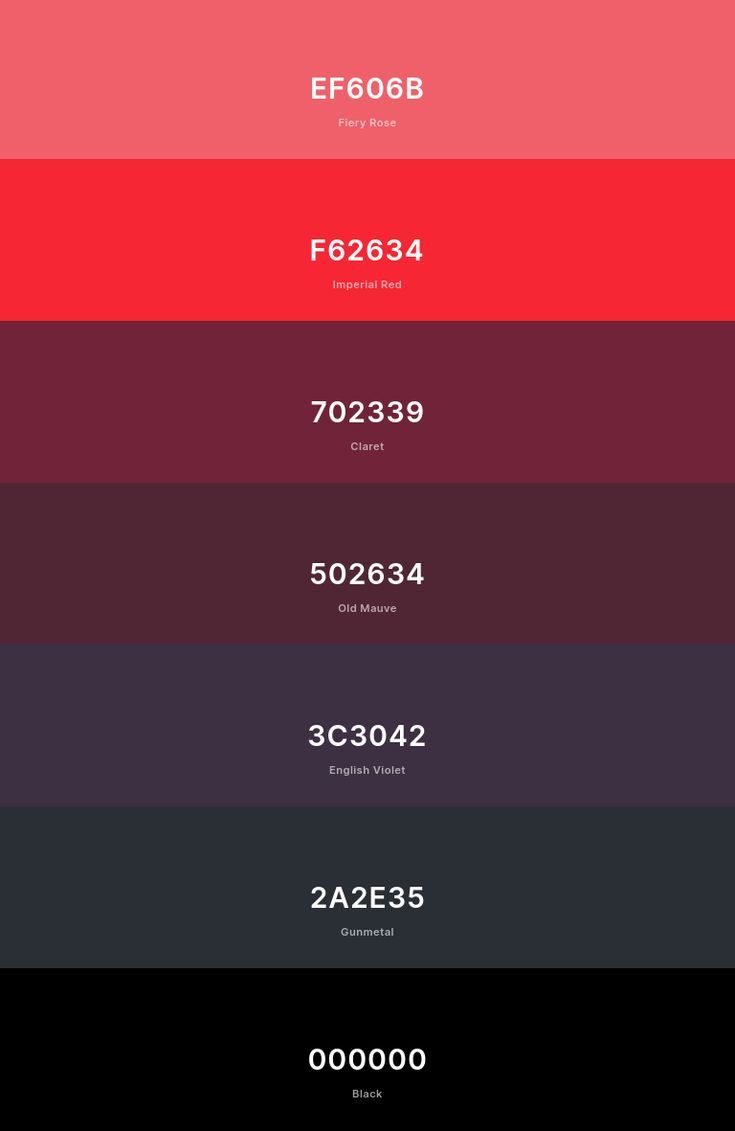 EF606B
Fiery Rose
F62634
Imperial Red
702339
Claret
502634
Old Mauve
3C3042
English Violet
2A2E35
Gunmetal
000000
Black